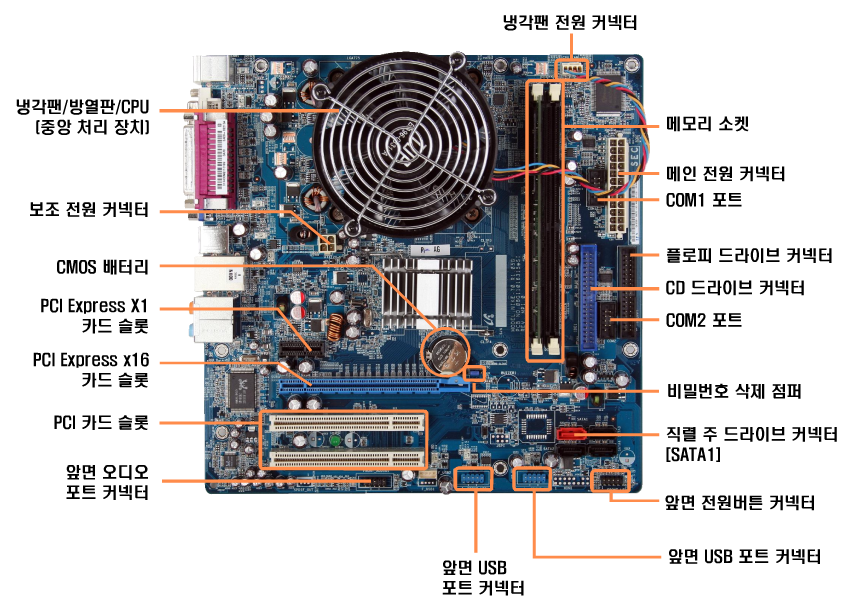 냉각팬 전원 커넥터
냉각팬/방열판/CPU
(중앙 처리 장치)
메모리 소켓
메인 전원 커넥터
COM1 포트
보조 전원 커넥터
플로피 드라이브 커넥터
CMOS 배터리
CD 드라이브 커넥터
PCI Express X1
카드 슬롯
COM2 포트
PCI Express x16
카드 슬롯
비밀번호 삭제 점퍼
PCI 카드 슬롯
직렬 주 드라이브 커넥터
[SATA1]
앞면 오디오
포트 커넥터
앞면 전원버튼 커넥터
앞면 USB
포트 커넥터
앞면 USB 포트 커넥터
SEC